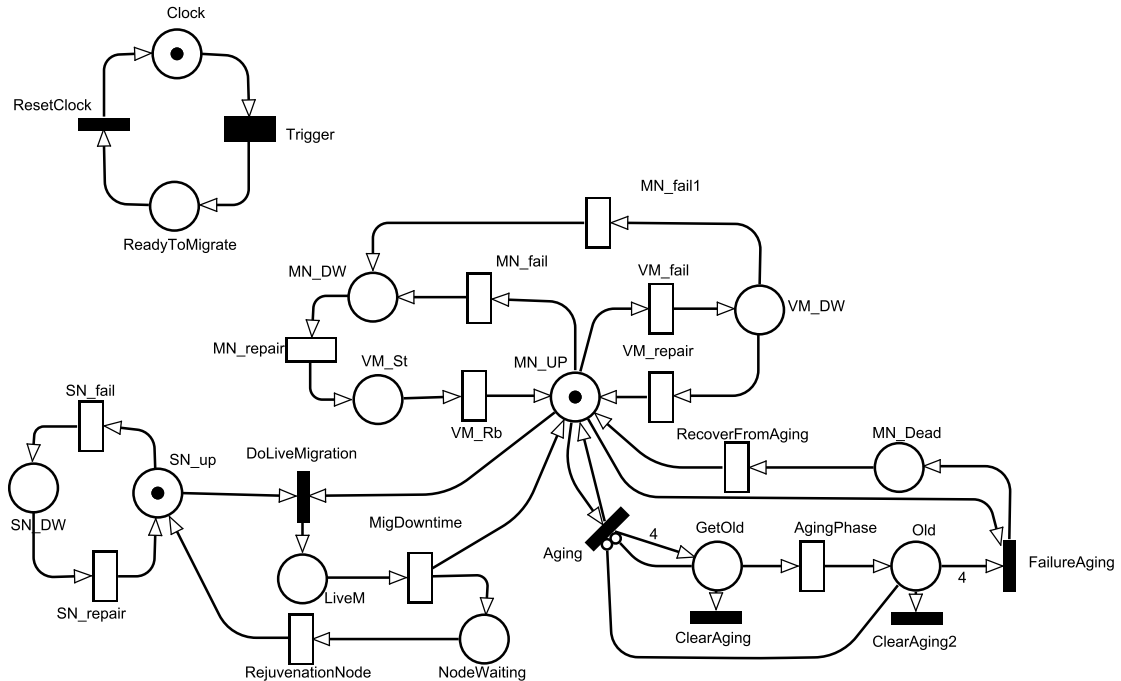 Clock
ResetClock
Trigger
ReadyToMigrate
MN_fail1
MN_DW
MN_fail
VM_fail
VM_DW
MN_repair
VM_St
MN_UP
VM_repair
VM_Rb
SN_fail
SN_up
DoLiveMigration
RecoverFromAging
MN_Dead
SN_DW
MigDowntime
Aging
4
GetOld
AgingPhase
Old
4
FailureAging
SN_repair
LiveM
ClearAging
ClearAging2
RejuvenationNode
NodeWaiting